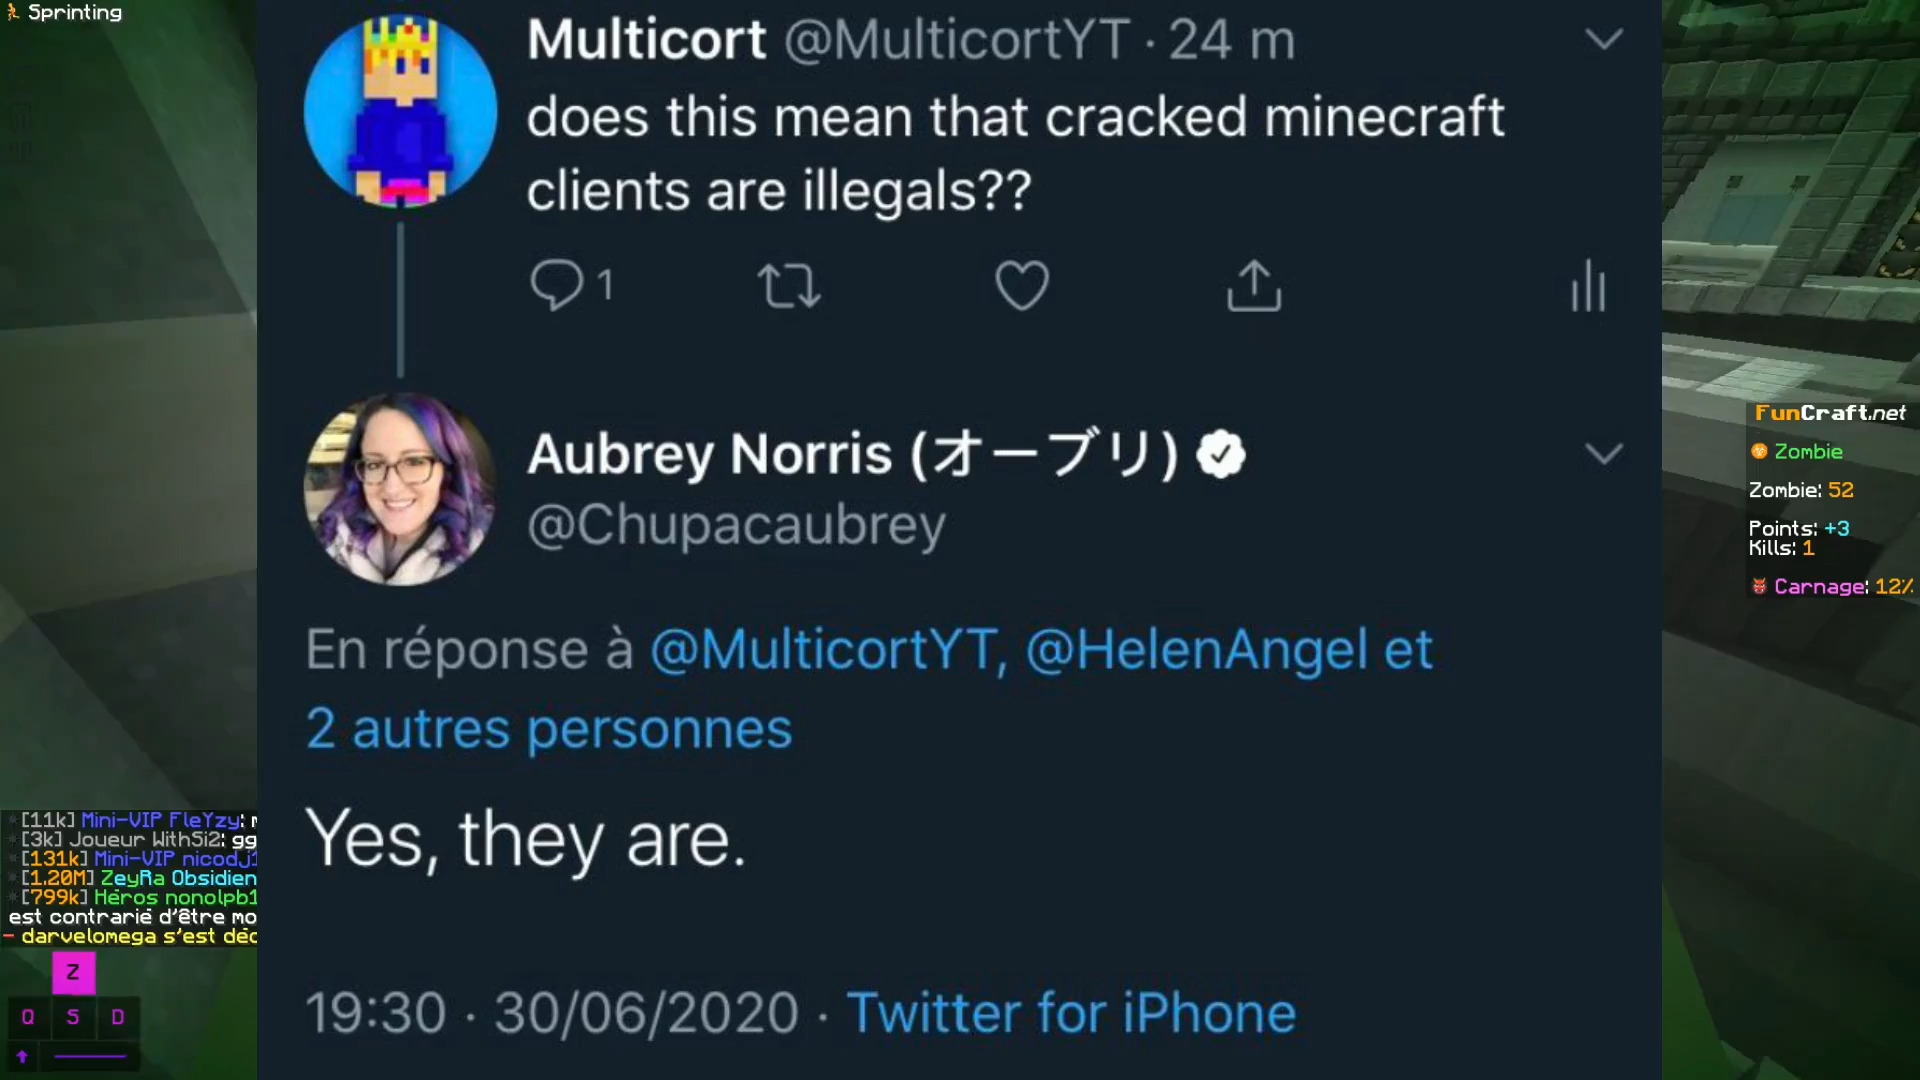 Sprinting
Multicort @MulticortYT · 24 m
does this mean that cracked minecraft
clients are illegals??
1
Aubrey Norris (オーブリ)
@Chupacaubrey
En réponse à @MulticortYT, @HelenAngel et
2 autres personnes
Yes, they are.
19:30 · 30/06/2020 · Twitter for iPhone
FunCraft.net
Zombie
Zombie: 52
Points: +3
Kills: 1
Carnage: 12%
[11k] Mini-VIP FleYzy:
[3k] Joueur WithSi2: gg
[131k] Mini-VIP nicodj1
[1.20M] ZeyRa Obsidien
[799k] Héros nonolpb1
est contrarié d'être mo
- darvelomega s'est déc
Z
Q S D